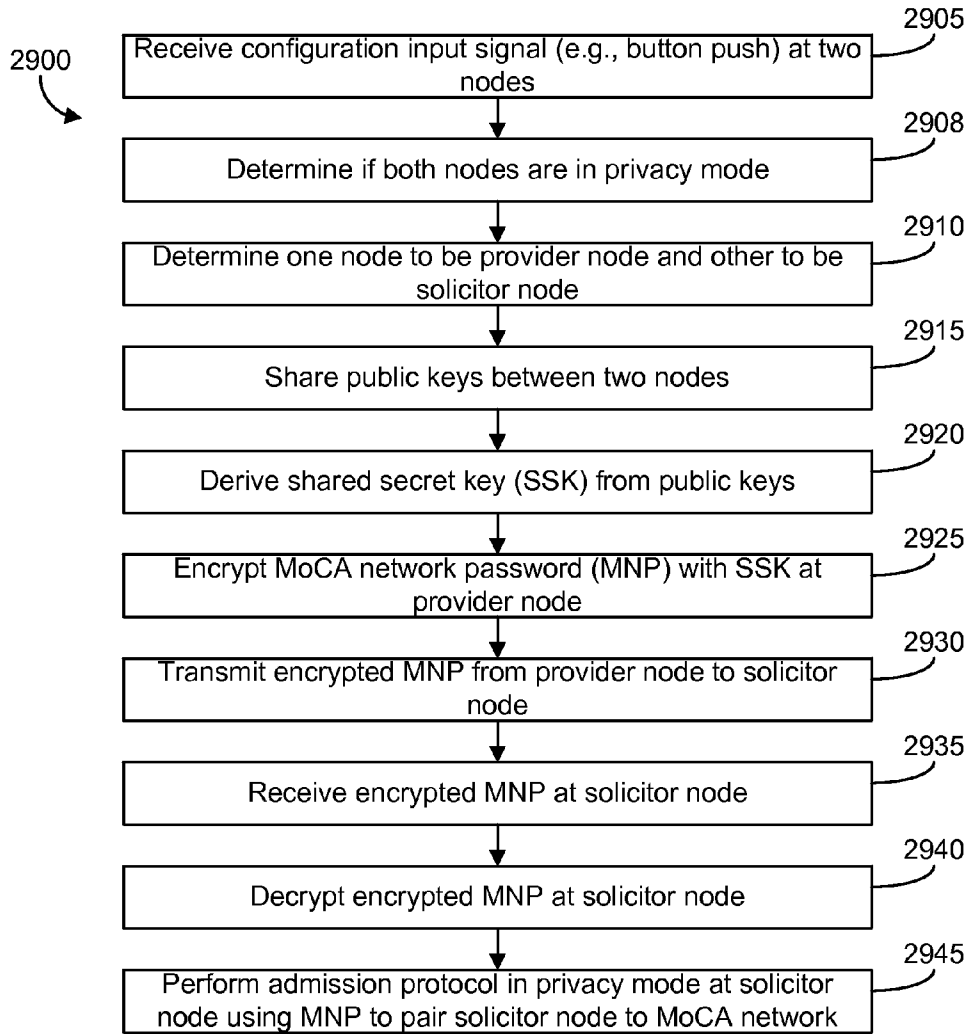 2900
2905
Receive configuration input signal (e.g., button push) at two
nodes
2908
Determine if both nodes are in privacy mode
2910
Determine one node to be provider node and other to be
solicitor node
2915
Share public keys between two nodes
2920
Derive shared secret key (SSK) from public keys
2925
Encrypt MoCA network password (MNP) with SSK at
provider node
2930
Transmit encrypted MNP from provider node to solicitor
node
2935
Receive encrypted MNP at solicitor node
2940
Decrypt encrypted MNP at solicitor node
2945
Perform admission protocol in privacy mode at solicitor
node using MNP to pair solicitor node to MoCA network